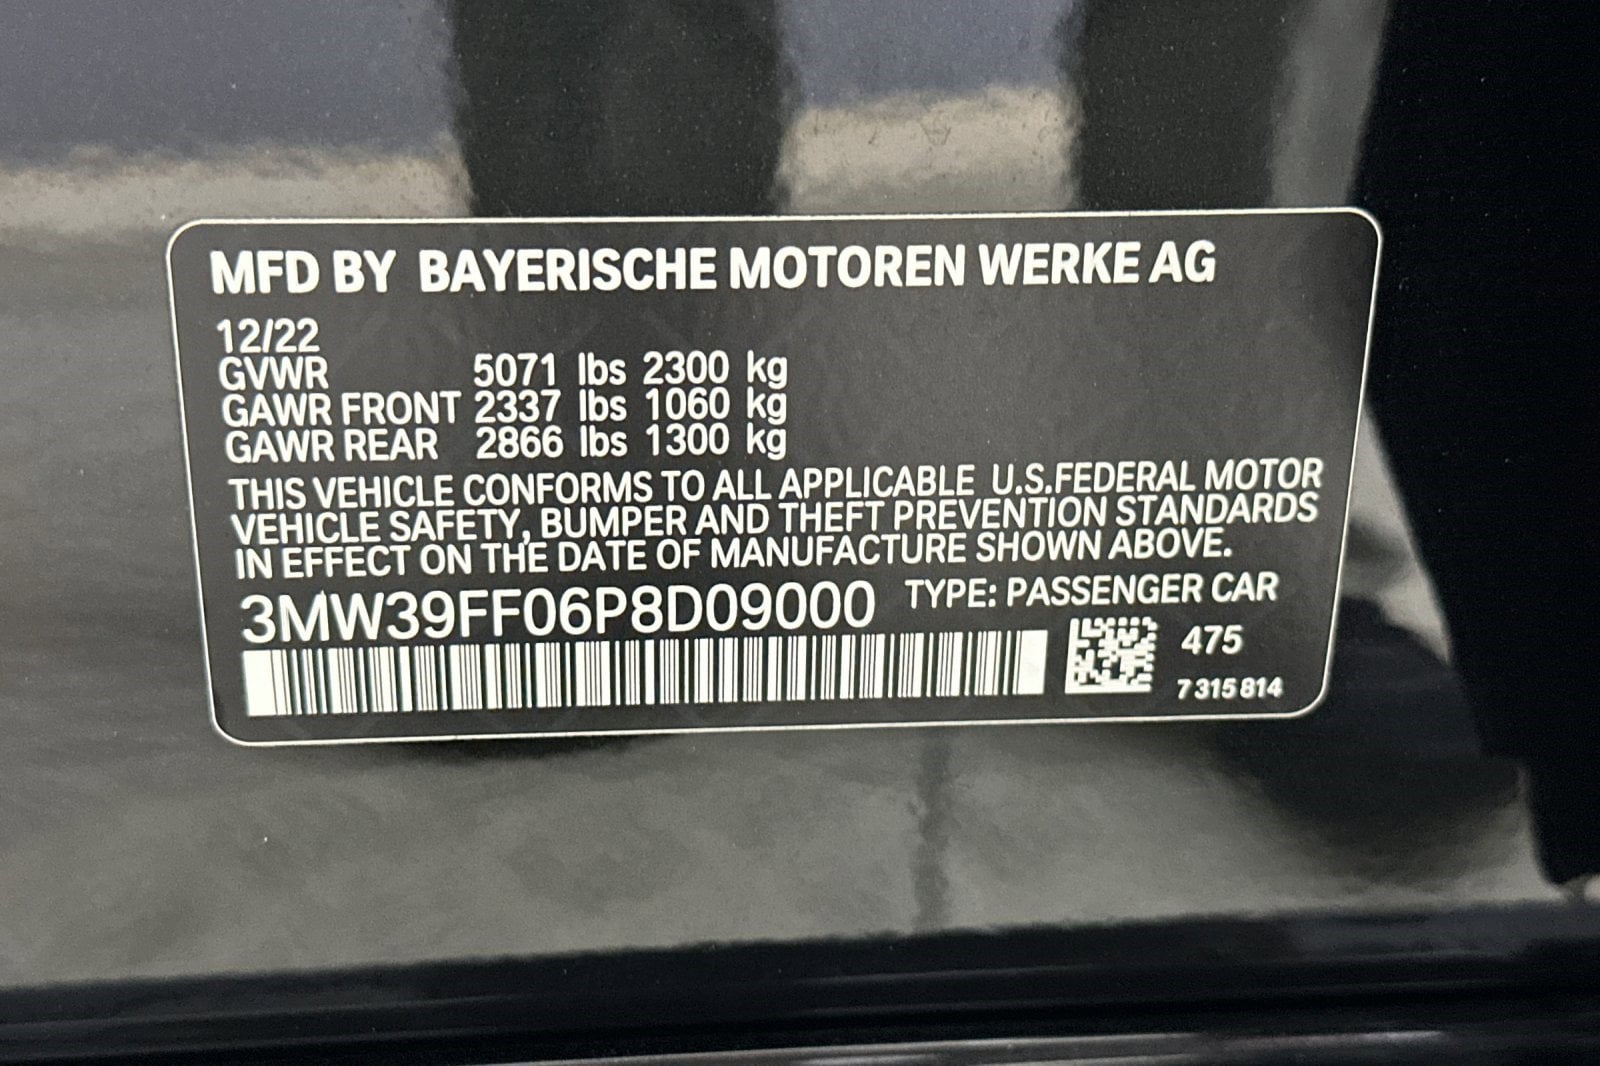 MFD BY BAYERISCHE MOTOREN WERKE AG
12/22
GVWR 5071 lbs 2300 kg
GAWR FRONT 2337 lbs 1060 kg
GAWR REAR 2866 lbs 1300 kg
THIS VEHICLE CONFORMS TO ALL APPLICABLE U.S.FEDERAL MOTOR
VEHICLE SAFETY, BUMPER AND THEFT PREVENTION STANDARDS
IN EFFECT ON THE DATE OF MANUFACTURE SHOWN ABOVE.
3MW39FF06P8D09000 TYPE: PASSENGER CAR
475
7 315 814